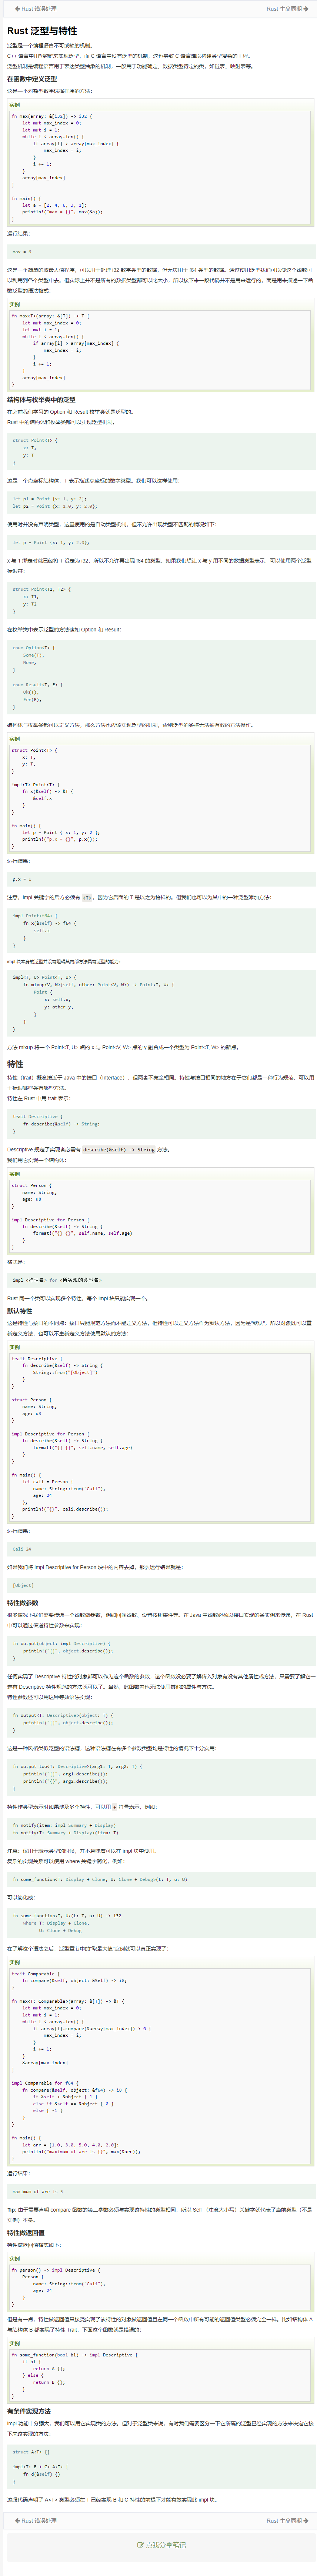 Rust 错误处理
Rust 生命周期
Rust 泛型与特性
泛型是一个编程语言不可或缺的机制。
C++ 语言中用"模板"来实现泛型，而 C 语言中没有泛型的机制，这也导致 C 语言难以构建类型复杂的工程。
泛型机制是编程语言用于表达类型抽象的机制，一般用于功能确定、数据类型待定的类，如链表、映射表等。
在函数中定义泛型
这是一个对整型数字选择排序的方法：
实例
fn max(array: &[i32]) -> i32 {
let mut max_index = 0;
let mut i = 1;
while i < array.len() {
if array[i] > array[max_index] {
max_index = i;
}
i += 1;
}
array[max_index]
}
fn main() {
let a = [2, 4, 6, 3, 1];
println!("max = {}", max(&a));
}
运行结果：
max = 6
这是一个简单的取最大值程序，可以用于处理 i32 数字类型的数据，但无法用于 f64 类型的数据。通过使用泛型我们可以使这个函数可
以利用到各个类型中去。但实际上并不是所有的数据类型都可以比大小，所以接下来一段代码并不是用来运行的，而是用来描述一下函
数泛型的语法格式：
实例
fn max<T>(array: &[T]) -> T {
let mut max_index = 0;
let mut i = 1;
while i < array.len() {
if array[i] > array[max_index] {
max_index = i;
}
i += 1;
}
array[max_index]
}
结构体与枚举类中的泛型
在之前我们学习的 Option 和 Result 枚举类就是泛型的。
Rust 中的结构体和枚举类都可以实现泛型机制。
struct Point<T> {
x: T,
y: T
}
这是一个点坐标结构体，T 表示描述点坐标的数字类型。我们可以这样使用：
let p1 = Point {x: 1, y: 2};
let p2 = Point {x: 1.0, y: 2.0};
使用时并没有声明类型，这里使用的是自动类型机制，但不允许出现类型不匹配的情况如下：
let p = Point {x: 1, y: 2.0};
x 与 1 绑定时就已经将 T 设定为 i32，所以不允许再出现 f64 的类型。如果我们想让 x 与 y 用不同的数据类型表示，可以使用两个泛型
标识符：
struct Point<T1, T2> {
x: T1,
y: T2
}
在枚举类中表示泛型的方法诸如 Option 和 Result：
enum Option<T> {
Some(T),
None,
}
enum Result<T, E> {
Ok(T),
Err(E),
}
结构体与枚举类都可以定义方法，那么方法也应该实现泛型的机制，否则泛型的类将无法被有效的方法操作。
实例
struct Point<T> {
x: T,
y: T,
}
impl<T> Point<T> {
fn x(&self) -> &T {
&self.x
}
}
fn main() {
let p = Point { x: 1, y: 2 };
println!("p.x = {}", p.x());
}
运行结果：
p.x = 1
注意，impl 关键字的后方必须有 <T>，因为它后面的 T 是以之为榜样的。但我们也可以为其中的一种泛型添加方法：
impl Point<f64> {
fn x(&self) -> f64 {
self.x
}
}
impl 块本身的泛型并没有阻碍其内部方法具有泛型的能力：
impl<T, U> Point<T, U> {
fn mixup<V, W>(self, other: Point<V, W>) -> Point<T, W> {
Point {
x: self.x,
y: other.y,
}
}
}
方法 mixup 将一个 Point<T, U> 点的 x 与 Point<V, W> 点的 y 融合成一个类型为 Point<T, W> 的新点。
特性
特性（trait）概念接近于 Java 中的接口（Interface），但两者不完全相同。特性与接口相同的地方在于它们都是一种行为规范，可以用
于标识哪些类有哪些方法。
特性在 Rust 中用 trait 表示：
trait Descriptive {
fn describe(&self) -> String;
}
Descriptive 规定了实现者必需有 describe(&self) -> String 方法。
我们用它实现一个结构体：
实例
struct Person {
name: String,
age: u8
}
impl Descriptive for Person {
fn describe(&self) -> String {
format!("{} {}", self.name, self.age)
}
}
格式是：
impl <特性名> for <所实现的类型名>
Rust 同一个类可以实现多个特性，每个 impl 块只能实现一个。
默认特性
这是特性与接口的不同点：接口只能规范方法而不能定义方法，但特性可以定义方法作为默认方法，因为是"默认"，所以对象既可以重
新定义方法，也可以不重新定义方法使用默认的方法：
实例
trait Descriptive {
fn describe(&self) -> String {
String::from("[Object]")
}
}
struct Person {
name: String,
age: u8
}
impl Descriptive for Person {
fn describe(&self) -> String {
format!("{} {}", self.name, self.age)
}
}
fn main() {
let cali = Person {
name: String::from("Cali"),
age: 24
};
println!("{}", cali.describe());
}
运行结果：
Cali 24
如果我们将 impl Descriptive for Person 块中的内容去掉，那么运行结果就是：
[Object]
特性做参数
很多情况下我们需要传递一个函数做参数，例如回调函数、设置按钮事件等。在 Java 中函数必须以接口实现的类实例来传递，在 Rust
中可以通过传递特性参数来实现：
fn output(object: impl Descriptive) {
println!("{}", object.describe());
}
任何实现了 Descriptive 特性的对象都可以作为这个函数的参数，这个函数没必要了解传入对象有没有其他属性或方法，只需要了解它一
定有 Descriptive 特性规范的方法就可以了。当然，此函数内也无法使用其他的属性与方法。
特性参数还可以用这种等效语法实现：
fn output<T: Descriptive>(object: T) {
println!("{}", object.describe());
}
这是一种风格类似泛型的语法糖，这种语法糖在有多个参数类型均是特性的情况下十分实用：
fn output_two<T: Descriptive>(arg1: T, arg2: T) {
println!("{}", arg1.describe());
println!("{}", arg2.describe());
}
特性作类型表示时如果涉及多个特性，可以用 + 符号表示，例如：
fn notify(item: impl Summary + Display)
fn notify<T: Summary + Display>(item: T)
注意：仅用于表示类型的时候，并不意味着可以在 impl 块中使用。
复杂的实现关系可以使用 where 关键字简化，例如：
fn some_function<T: Display + Clone, U: Clone + Debug>(t: T, u: U)
可以简化成：
fn some_function<T, U>(t: T, u: U) -> i32
where T: Display + Clone,
U: Clone + Debug
在了解这个语法之后，泛型章节中的"取最大值"案例就可以真正实现了：
实例
trait Comparable {
fn compare(&self, object: &Self) -> i8;
}
fn max<T: Comparable>(array: &[T]) -> &T {
let mut max_index = 0;
let mut i = 1;
while i < array.len() {
if array[i].compare(&array[max_index]) > 0 {
max_index = i;
}
i += 1;
}
&array[max_index]
}
impl Comparable for f64 {
fn compare(&self, object: &f64) -> i8 {
if &self > &object { 1 }
else if &self == &object { 0 }
else { -1 }
}
}
fn main() {
let arr = [1.0, 3.0, 5.0, 4.0, 2.0];
println!("maximum of arr is {}", max(&arr));
}
运行结果：
maximum of arr is 5
Tip: 由于需要声明 compare 函数的第二参数必须与实现该特性的类型相同，所以 Self （注意大小写）关键字就代表了当前类型（不是
实例）本身。
特性做返回值
特性做返回值格式如下：
实例
fn person() -> impl Descriptive {
Person {
name: String::from("Cali"),
age: 24
}
}
但是有一点，特性做返回值只接受实现了该特性的对象做返回值且在同一个函数中所有可能的返回值类型必须完全一样。比如结构体 A
与结构体 B 都实现了特性 Trait，下面这个函数就是错误的：
实例
fn some_function(bool bl) -> impl Descriptive {
if bl {
return A {};
} else {
return B {};
}
}
有条件实现方法
impl 功能十分强大，我们可以用它实现类的方法。但对于泛型类来说，有时我们需要区分一下它所属的泛型已经实现的方法来决定它接
下来该实现的方法：
struct A<T> {}
impl<T: B + C> A<T> {
fn d(&self) {}
}
这段代码声明了 A<T> 类型必须在 T 已经实现 B 和 C 特性的前提下才能有效实现此 impl 块。
Rust 错误处理
Rust 生命周期
点我分享笔记